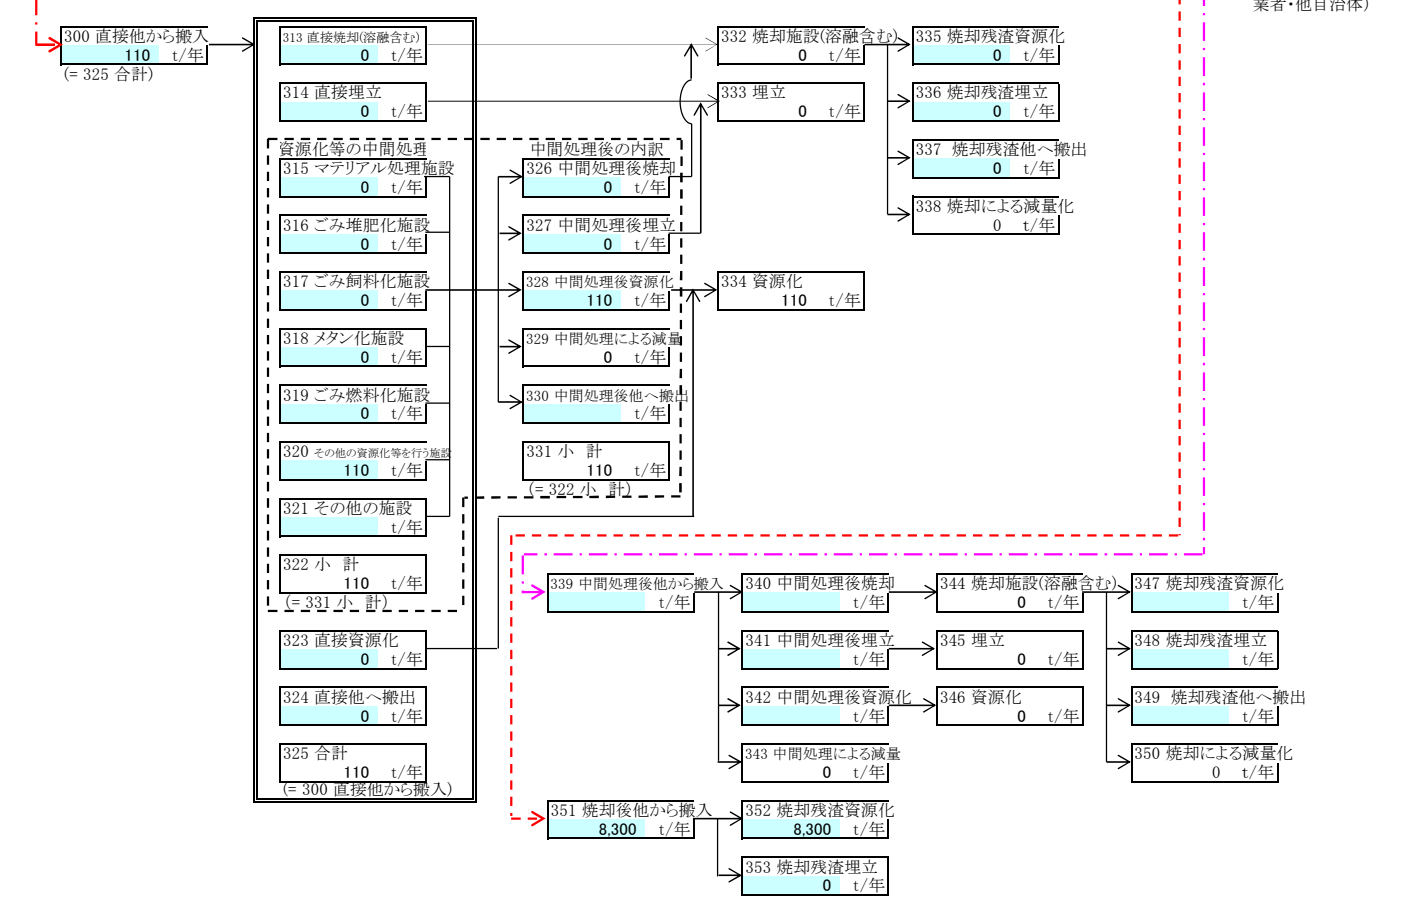 業者・他自治体）
300 直接他から搬入
110 t/年
(= 325 合計)
313 直接焼却(溶融含む)
0 t/年
314 直接埋立
0 t/年
資源化等の中間処理
315 マテリアル処理施設
0 t/年
316 ごみ堆肥化施設
0 t/年
317 ごみ飼料化施設
0 t/年
318 メタン化施設
0 t/年
319 ごみ燃料化施設
0 t/年
320 その他の資源化等を行う施設
110 t/年
321 その他の施設
t/年
322 小 計
110 t/年
(= 331 小 計)
323 直接資源化
0 t/年
324 直接他へ搬出
0 t/年
325 合計
110 t/年
(= 300 直接他から搬入)
中間処理後の内訳
326 中間処理後焼却
0 t/年
327 中間処理後埋立
0 t/年
328 中間処理後資源化
110 t/年
329 中間処理による減量
0 t/年
330 中間処理後他へ搬出
t/年
331 小 計
110 t/年
(= 322 小 計)
332 焼却施設(溶融含む)
0 t/年
333 埋立
0 t/年
334 資源化
110 t/年
335 焼却残渣資源化
0 t/年
336 焼却残渣埋立
0 t/年
337 焼却残渣他へ搬出
0 t/年
338 焼却による減量化
0 t/年
339 中間処理後他から搬入
t/年
340 中間処理後焼却
t/年
341 中間処理後埋立
t/年
342 中間処理後資源化
t/年
343 中間処理による減量
0 t/年
344 焼却施設(溶融含む)
0 t/年
345 埋立
0 t/年
346 資源化
0 t/年
347 焼却残渣資源化
t/年
348 焼却残渣埋立
t/年
349 焼却残渣他へ搬出
t/年
350 焼却による減量化
0 t/年
351 焼却後他から搬入
8,300 t/年
352 焼却残渣資源化
8,300 t/年
353 焼却残渣埋立
0 t/年